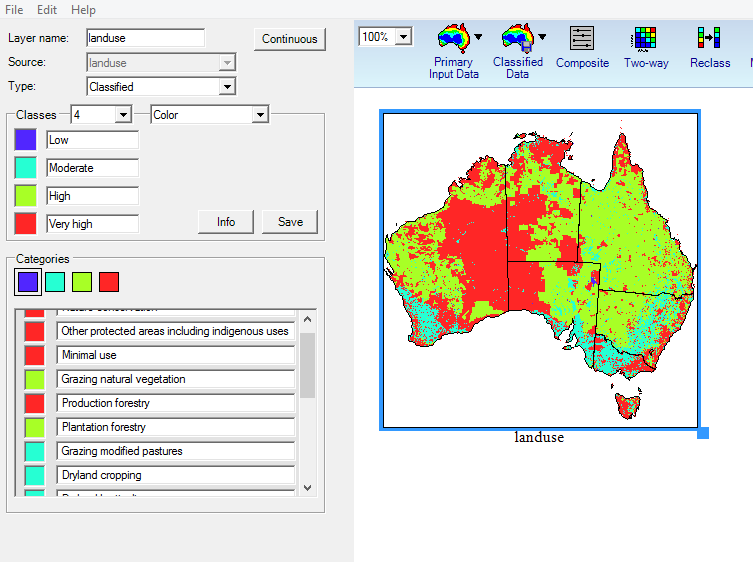 File Edit Help
Layer name: landuse Continuous
Source: landuse
Type: Classified
Classes 4 Color
Low
Moderate
High
Very high
Info Save
Categories
Nature conservation
Other protected areas including indigenous uses
Minimal use
Grazing natural vegetation
Production forestry
Plantation forestry
Grazing modified pastures
Dryland cropping
100%
Primary Input Data
Classified Data
Composite
Two-way
Reclass
landuse